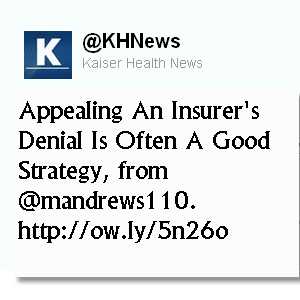 K
@KHNews
Kaiser Health News
Appealing An Insurer's
Denial Is Often A Good
Strategy, from
@mandrews110.
http://ow.ly/5n26o